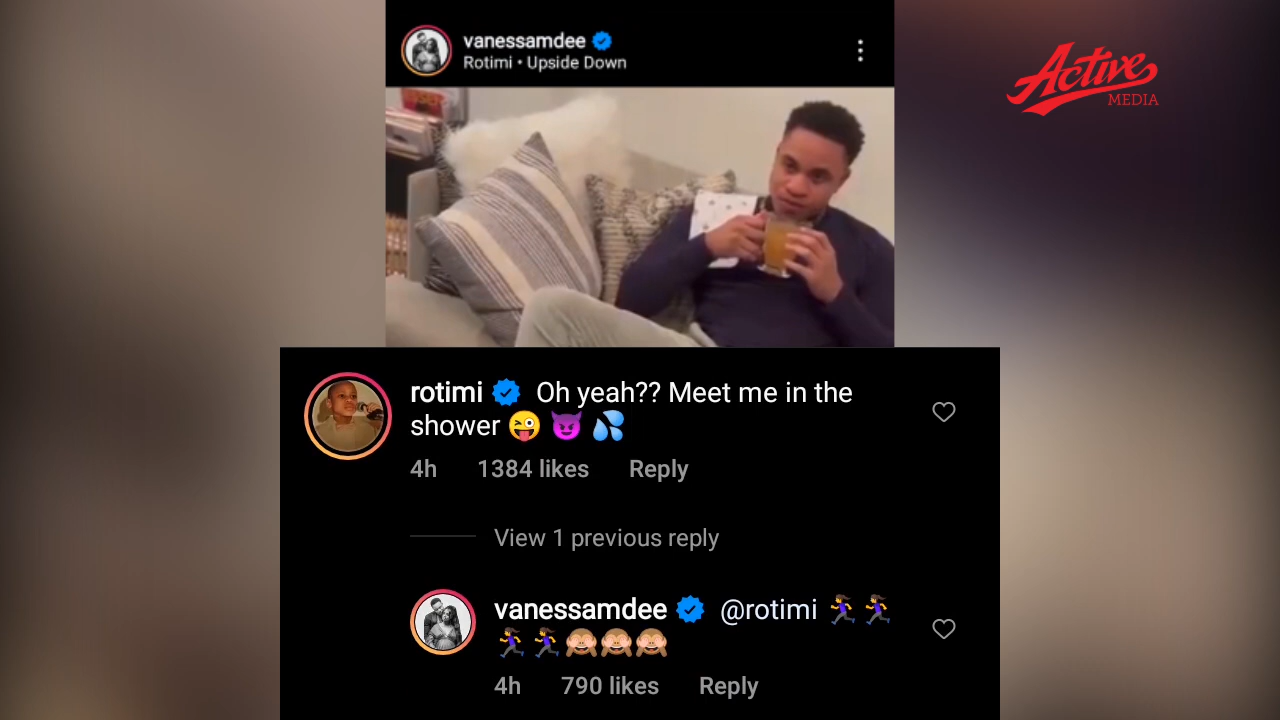 vanessamdee
Rotimi • Upside Down
Active
MEDIA
rotimi Oh yeah?? Meet me in the
shower 😜 😈 💦
4h 1384 likes Reply
View 1 previous reply
vanessamdee @rotimi 🏃‍♀️🏃‍♀️
🏃‍♀️🏃‍♀️🙈🙈🙈
4h 790 likes Reply